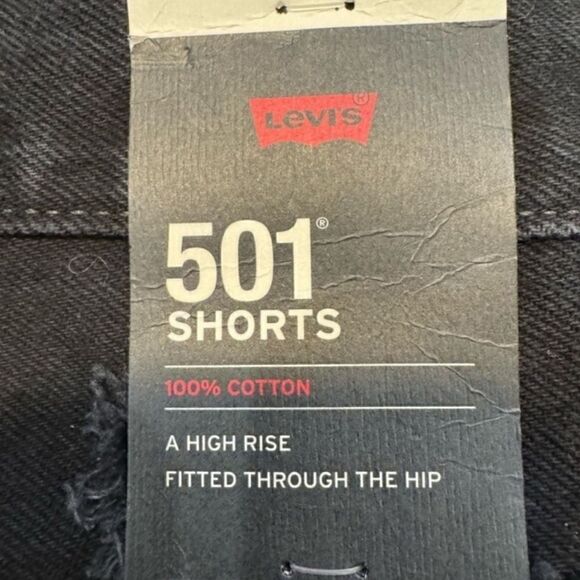 Levi's®
501®
SHORTS
100% COTTON
A HIGH RISE
FITTED THROUGH THE HIP